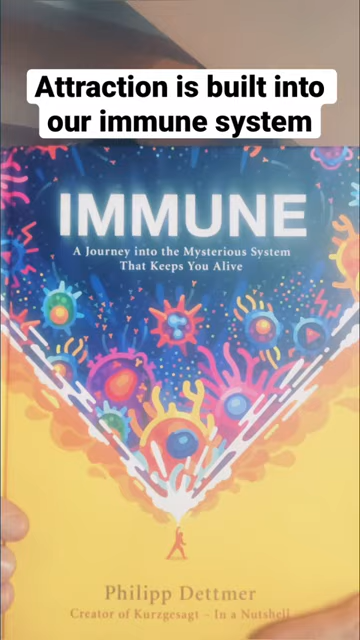 Attraction is built into
our immune system
IMMUNE
A Journey into the Mysterious System
That Keeps You Alive
Philipp Dettmer
Creator of Kurzgesagt – In a Nutshell